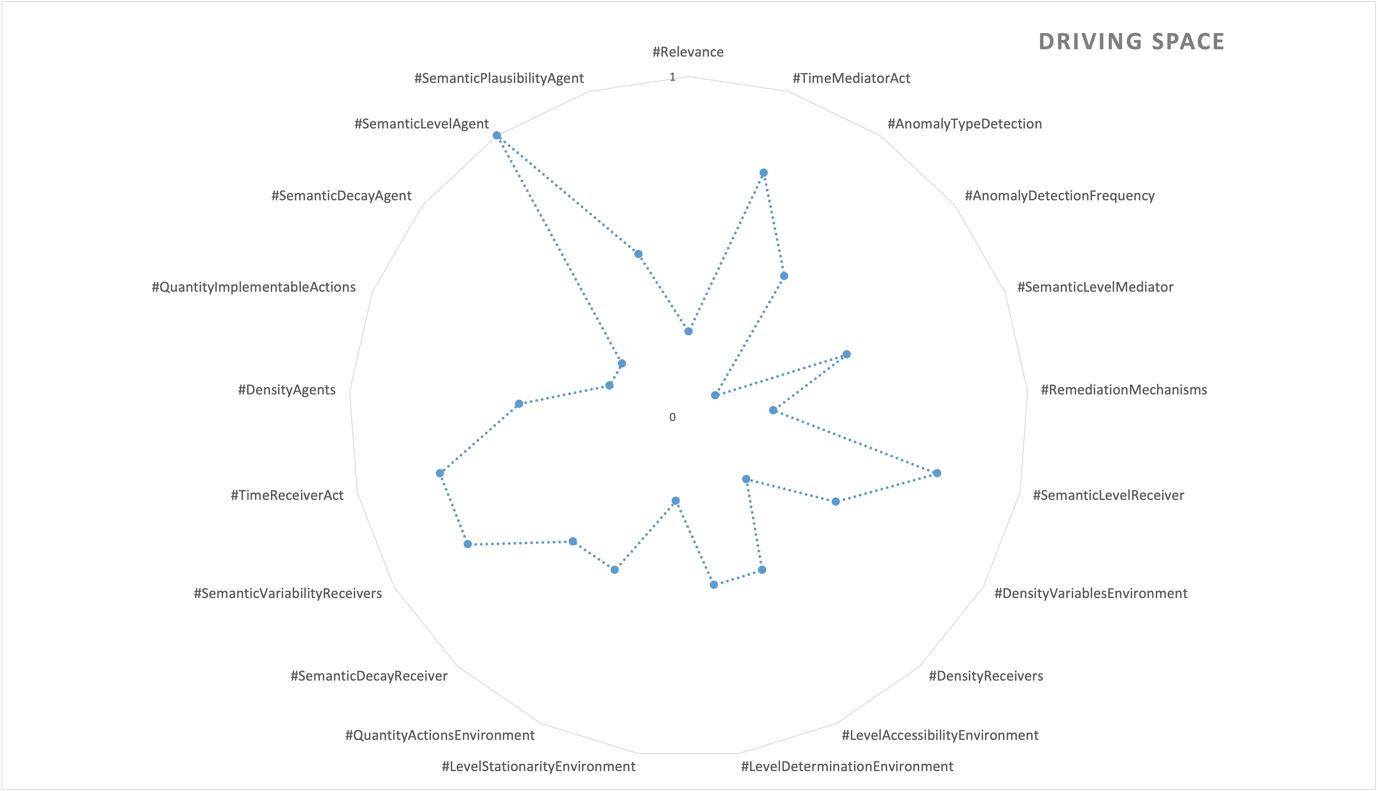 DRIVING SPACE
#Relevance
1
#TimeMediatorAct
#AnomalyTypeDetection
#AnomalyDetectionFrequency
#SemanticLevelMediator
#RemediationMechanisms
#SemanticLevelReceiver
#DensityVariablesEnvironment
#DensityReceivers
#LevelAccessibilityEnvironment
#LevelDeterminationEnvironment
#LevelStationarityEnvironment
#QuantityActionsEnvironment
#SemanticDecayReceiver
#SemanticVariabilityReceivers
#TimeReceiverAct
#DensityAgents
#QuantityImplementableActions
#SemanticDecayAgent
#SemanticLevelAgent
#SemanticPlausibilityAgent
0